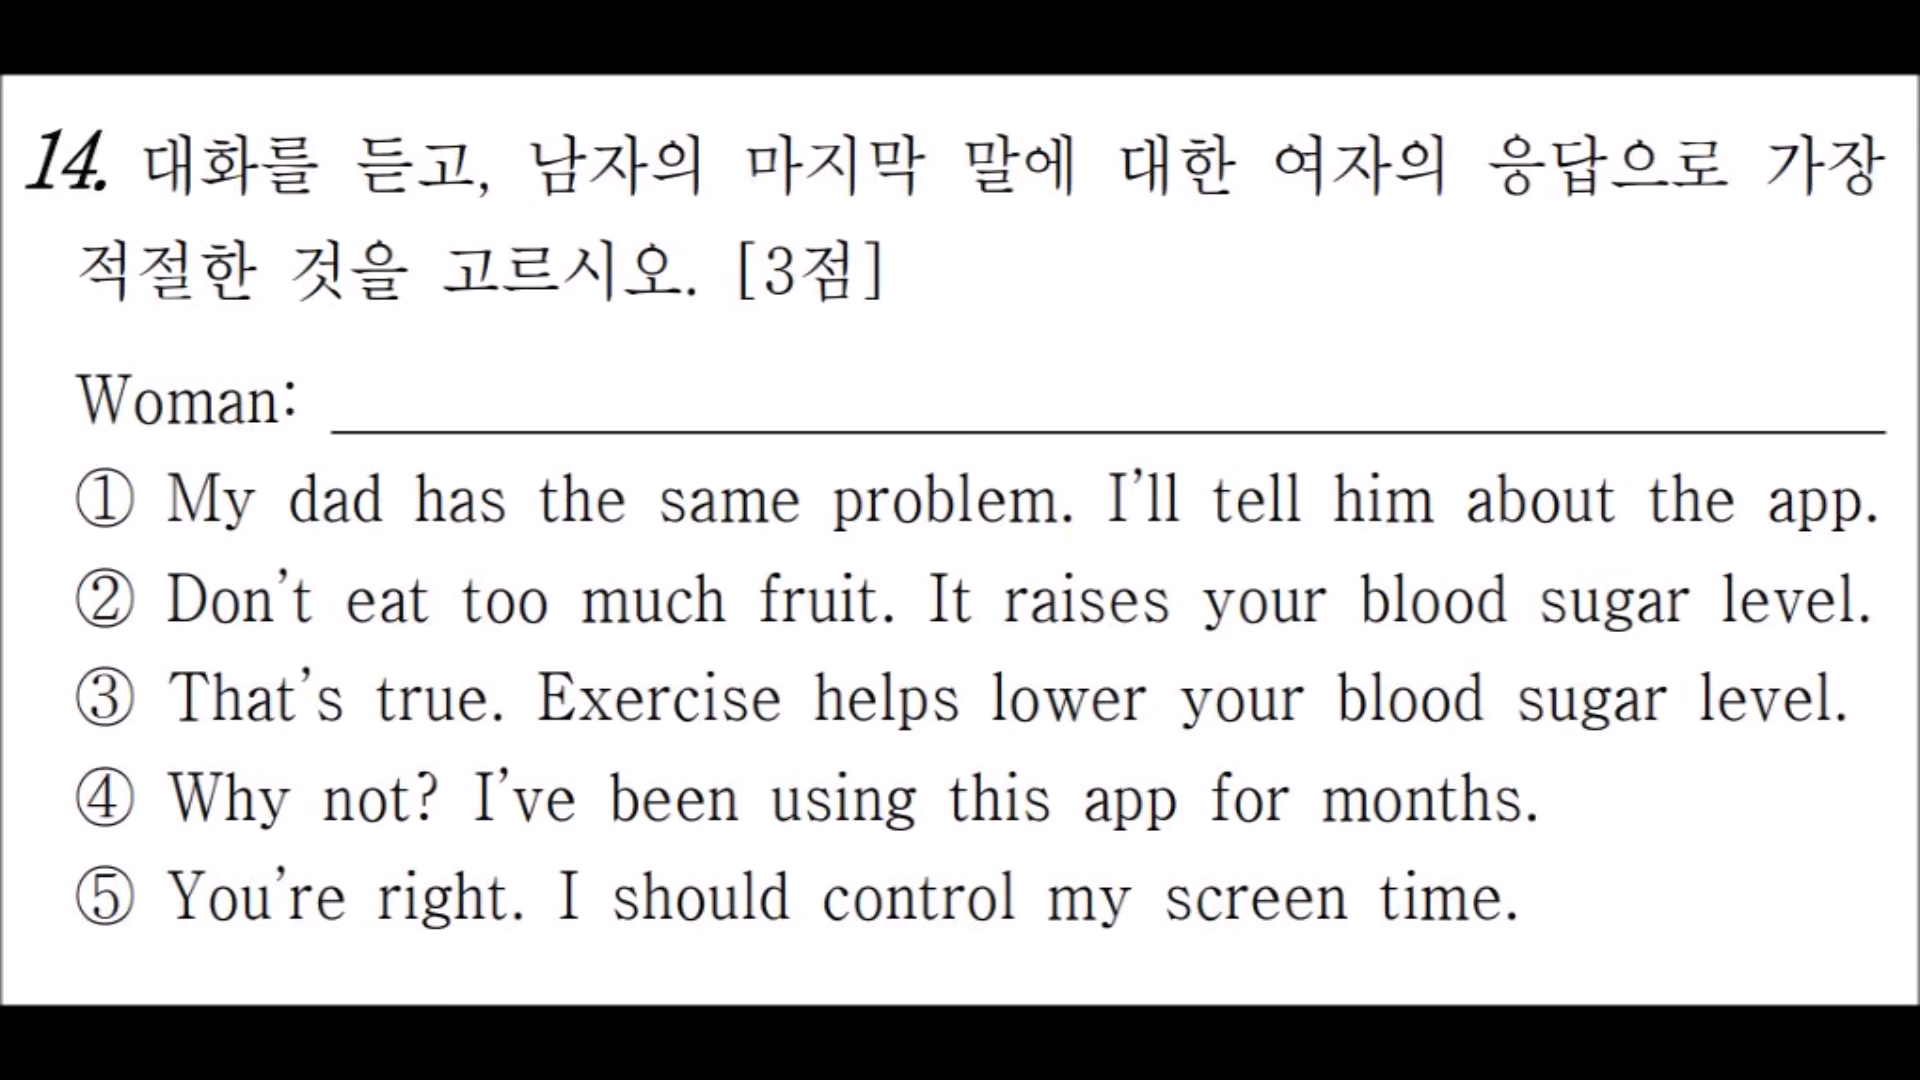 14. 대화를 듣고, 남자의 마지막 말에 대한 여자의 응답으로 가장
적절한 것을 고르시오. [3점]
Woman:
① My dad has the same problem. I’ll tell him about the app.
② Don’t eat too much fruit. It raises your blood sugar level.
③ That’s true. Exercise helps lower your blood sugar level.
④ Why not? I’ve been using this app for months.
⑤ You’re right. I should control my screen time.